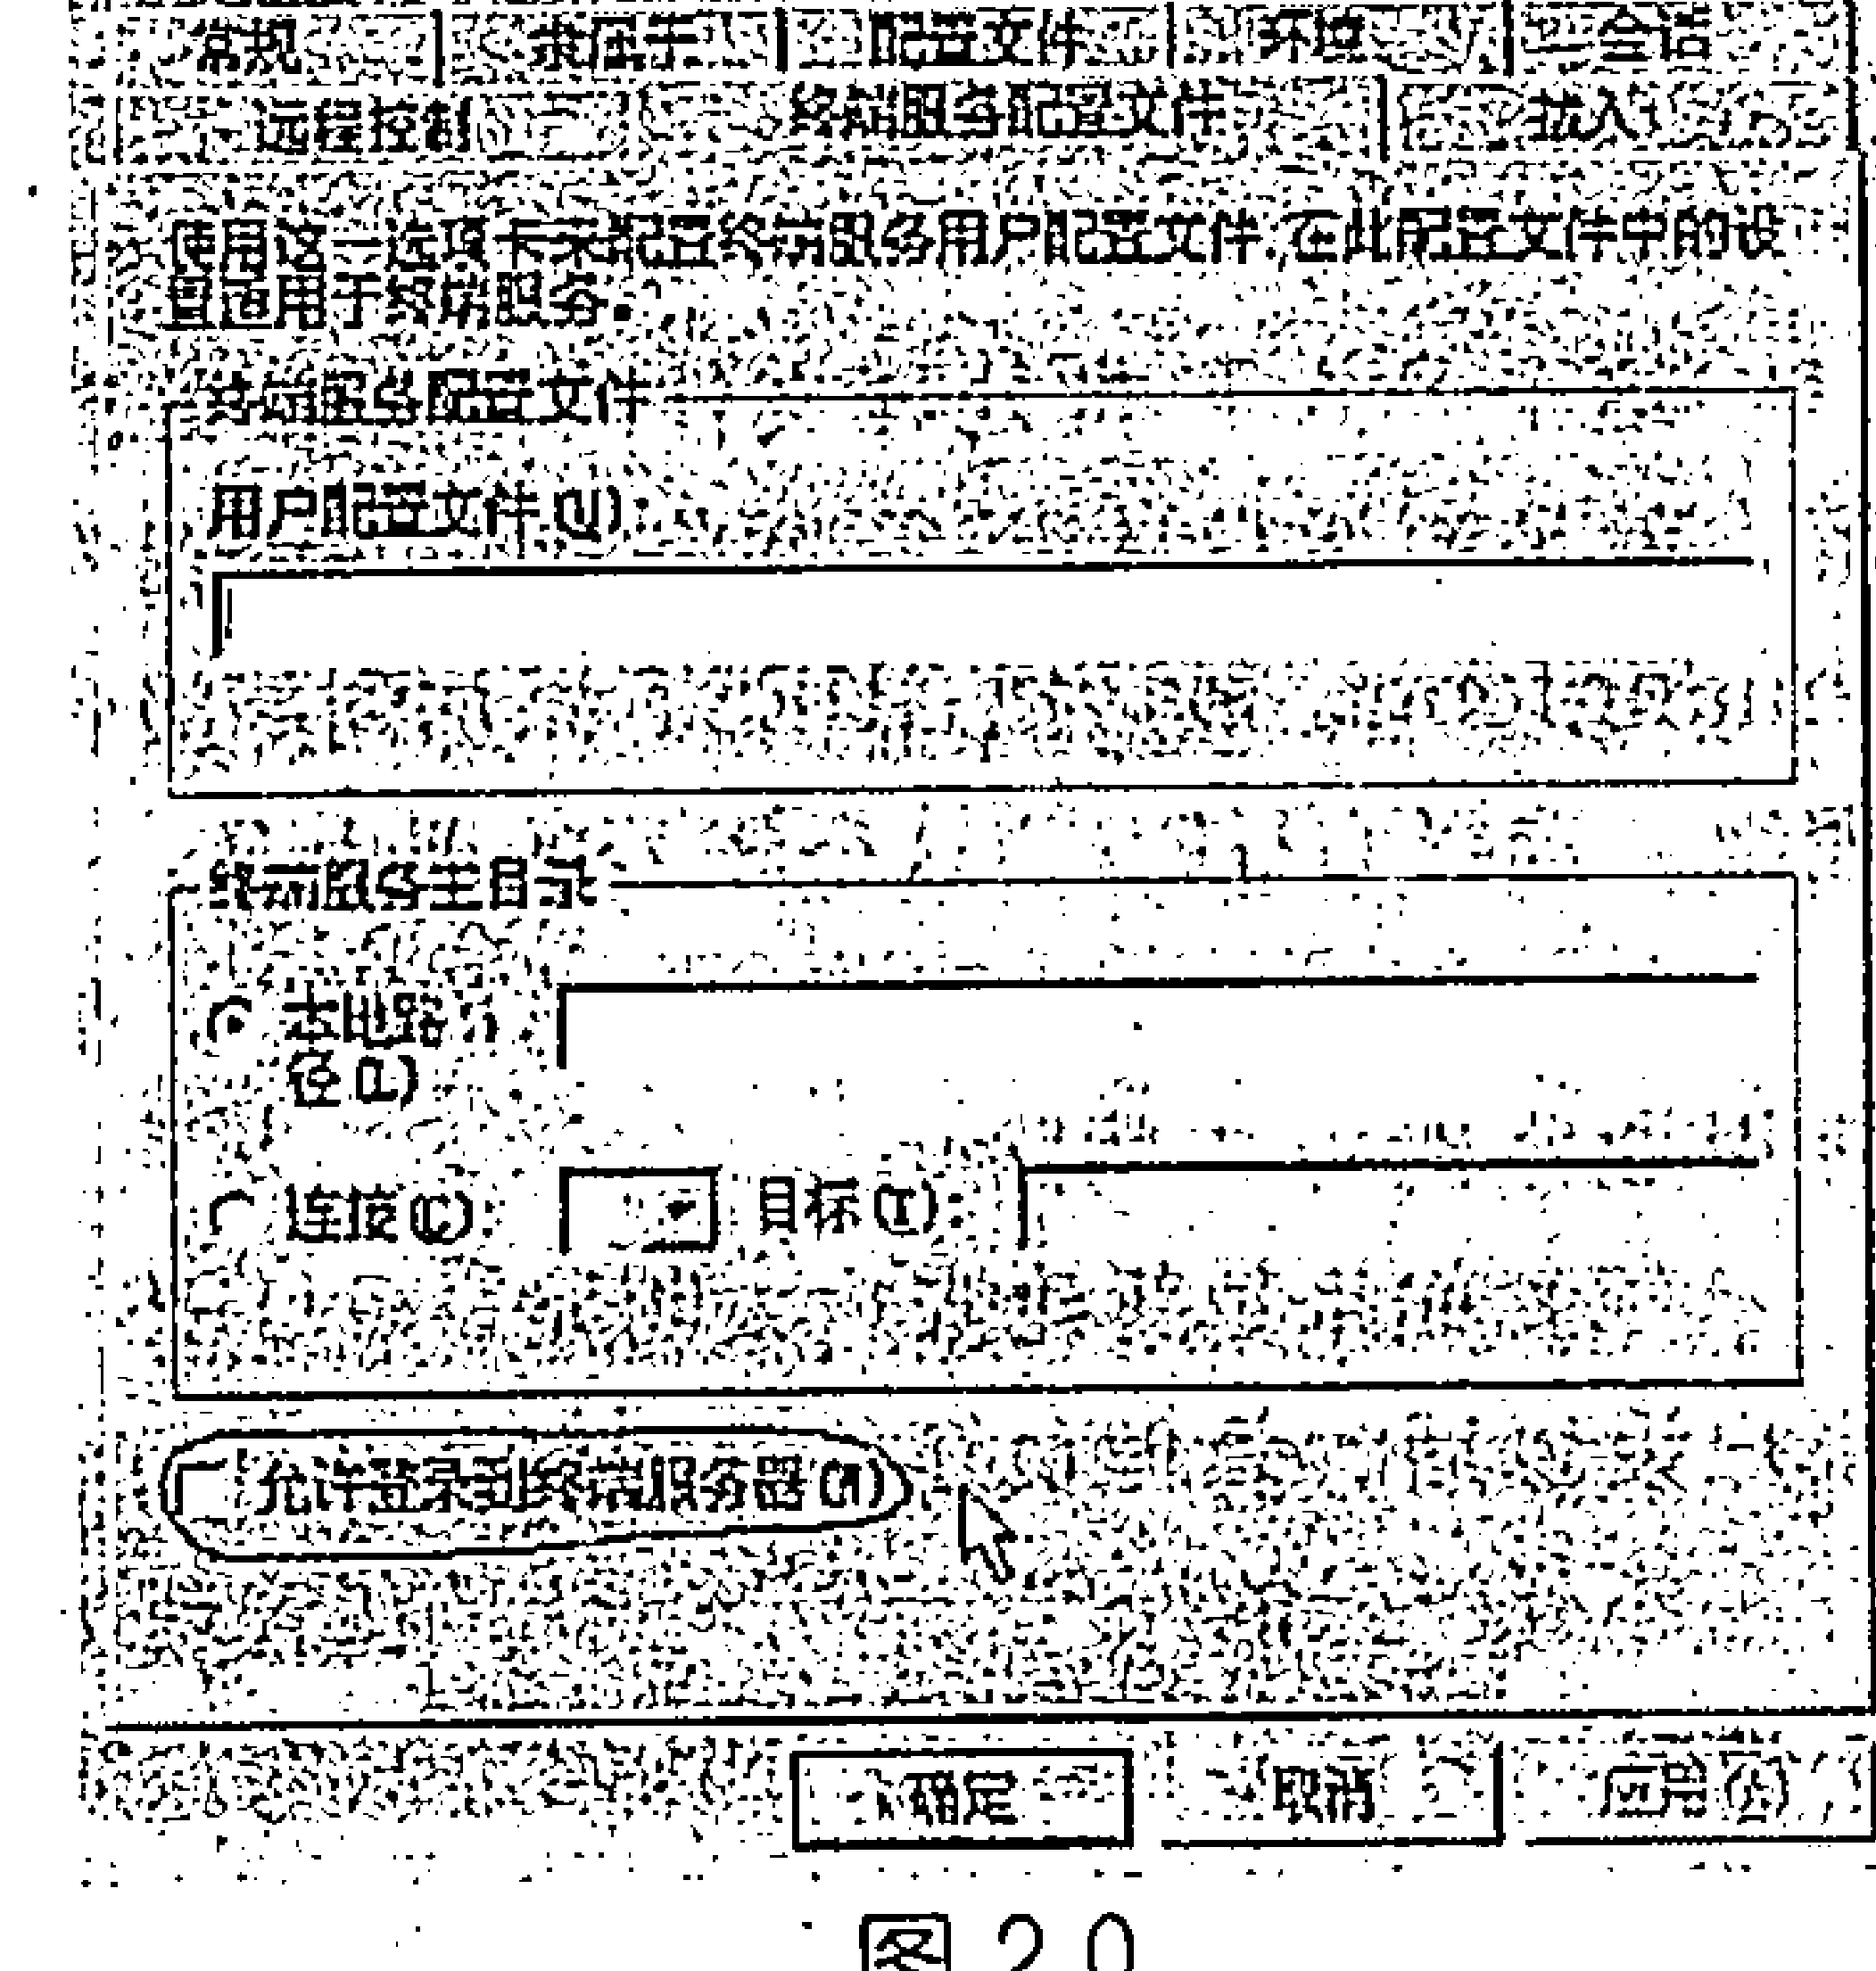 常规 隶属于 配置文件 环境 会话
远程控制 终端服务配置文件 拨入
使用这一选项卡来配置终端服务用户配置文件.在此配置文件中的设
置适用于终端服务.
终端服务配置文件
用户配置文件(U):
终端服务主目录
本地路
径(P)
连接(C): 目标(T):
允许登录到终端服务器(W)
确定 取消 应用(A)
图 20